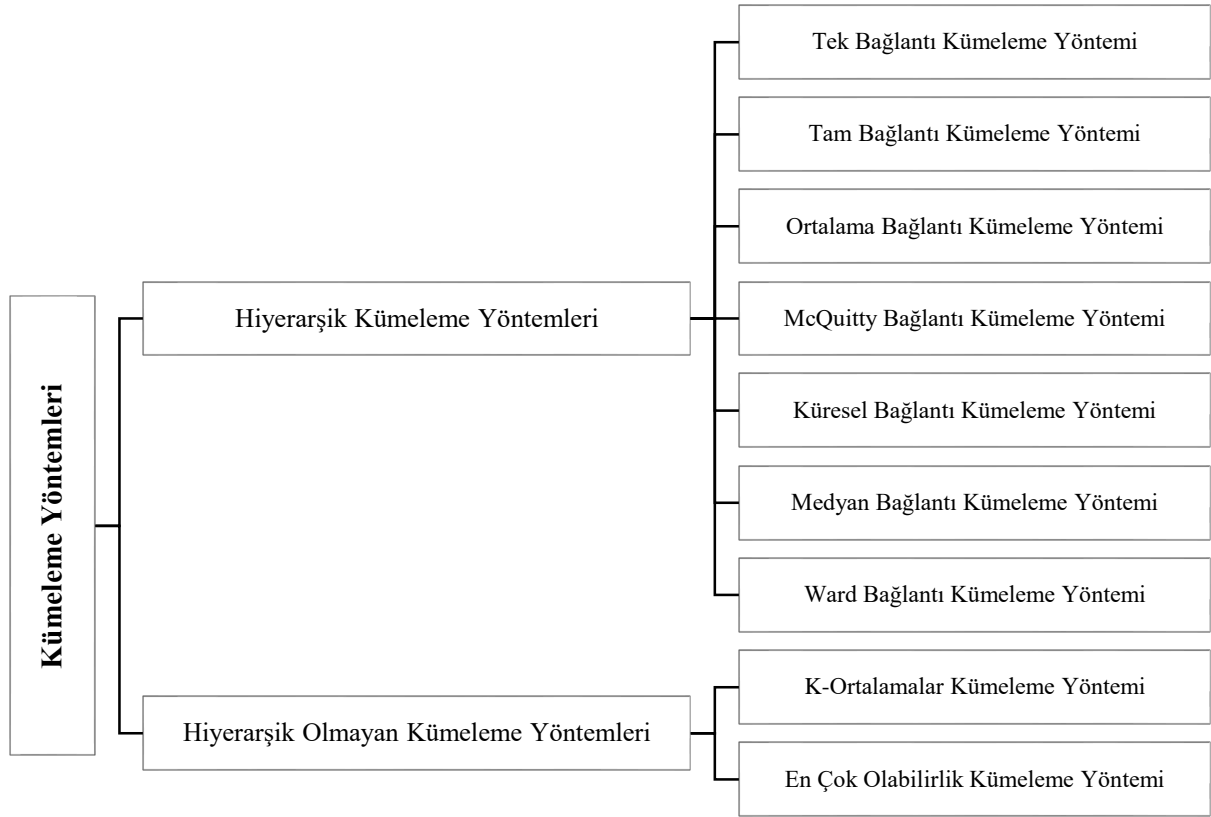 Kümeleme Yöntemleri
Hiyerarşik Kümeleme Yöntemleri
Tek Bağlantı Kümeleme Yöntemi
Tam Bağlantı Kümeleme Yöntemi
Ortalama Bağlantı Kümeleme Yöntemi
McQuitty Bağlantı Kümeleme Yöntemi
Küresel Bağlantı Kümeleme Yöntemi
Medyan Bağlantı Kümeleme Yöntemi
Ward Bağlantı Kümeleme Yöntemi
Hiyerarşik Olmayan Kümeleme Yöntemleri
K-Ortalamalar Kümeleme Yöntemi
En Çok Olabilirlik Kümeleme Yöntemi